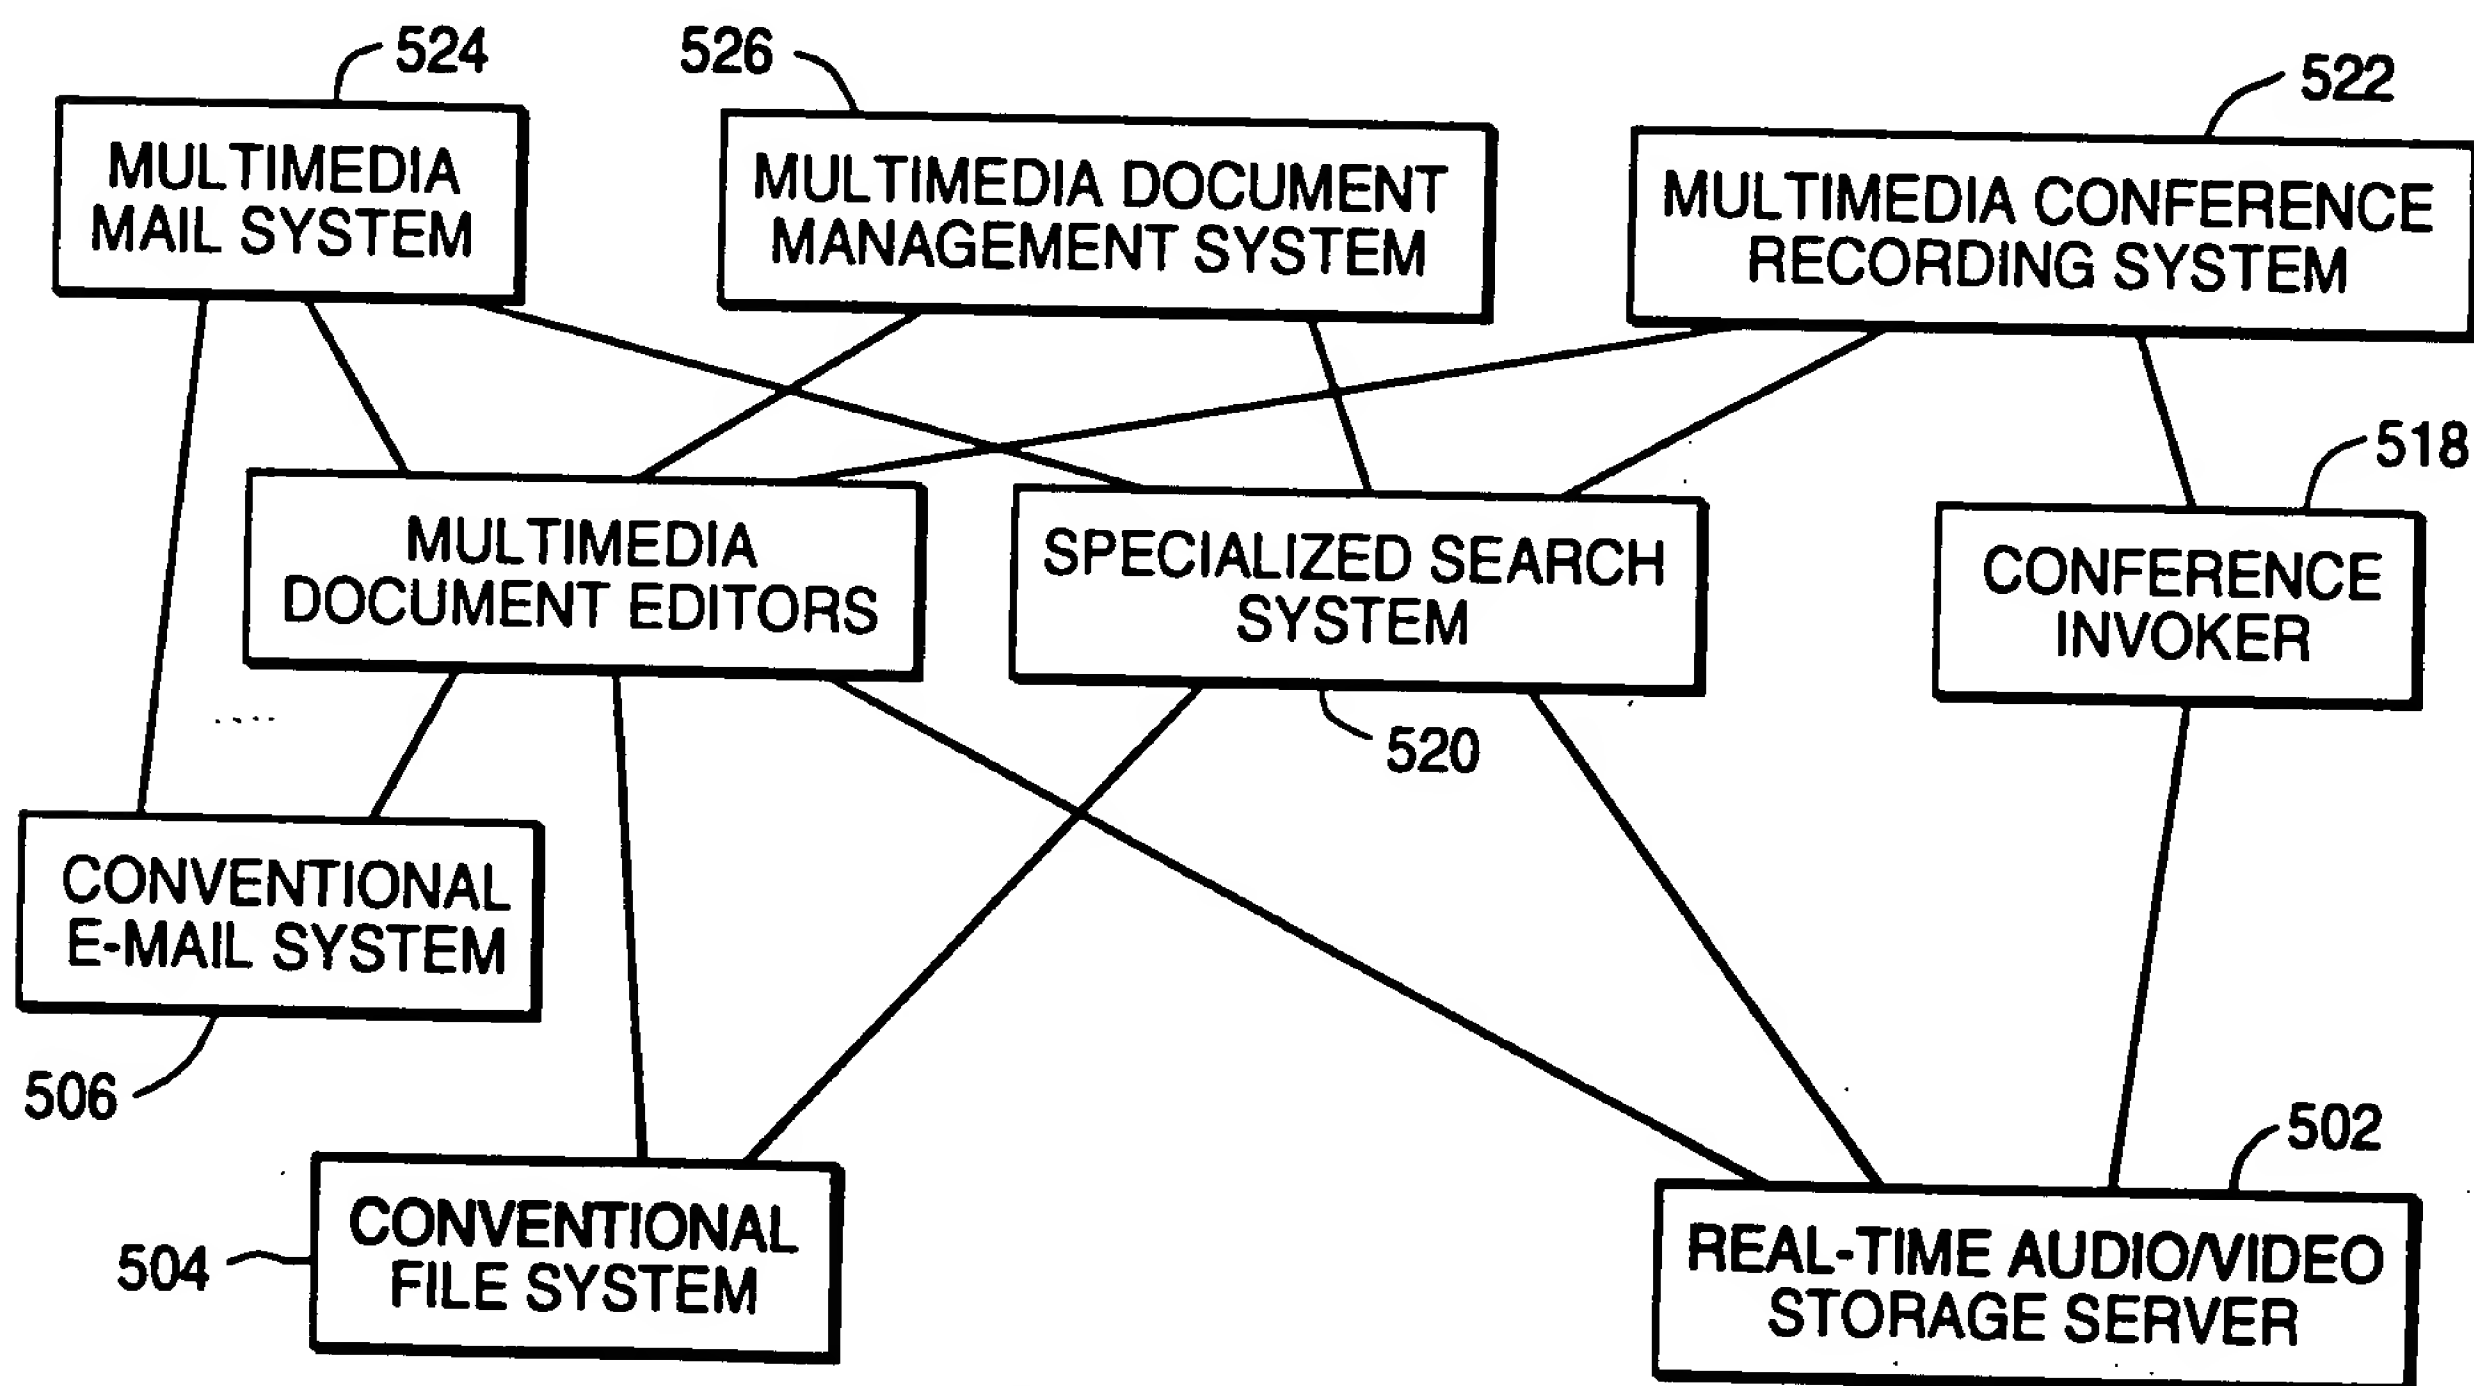 524
526
522
MULTIMEDIA
MAIL SYSTEM
MULTIMEDIA DOCUMENT
MANAGEMENT SYSTEM
MULTIMEDIA CONFERENCE
RECORDING SYSTEM
518
MULTIMEDIA
DOCUMENT EDITORS
SPECIALIZED SEARCH
SYSTEM
CONFERENCE
INVOKER
520
CONVENTIONAL
E-MAIL SYSTEM
506
502
504
CONVENTIONAL
FILE SYSTEM
REAL-TIME AUDIO/VIDEO
STORAGE SERVER